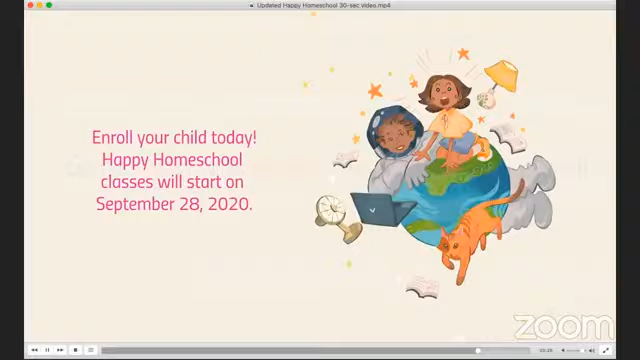 Updated Happy Homeschool 30-sec video.mp4
Enroll your child today!
Happy Homeschool
classes will start on
September 28, 2020.
zoom